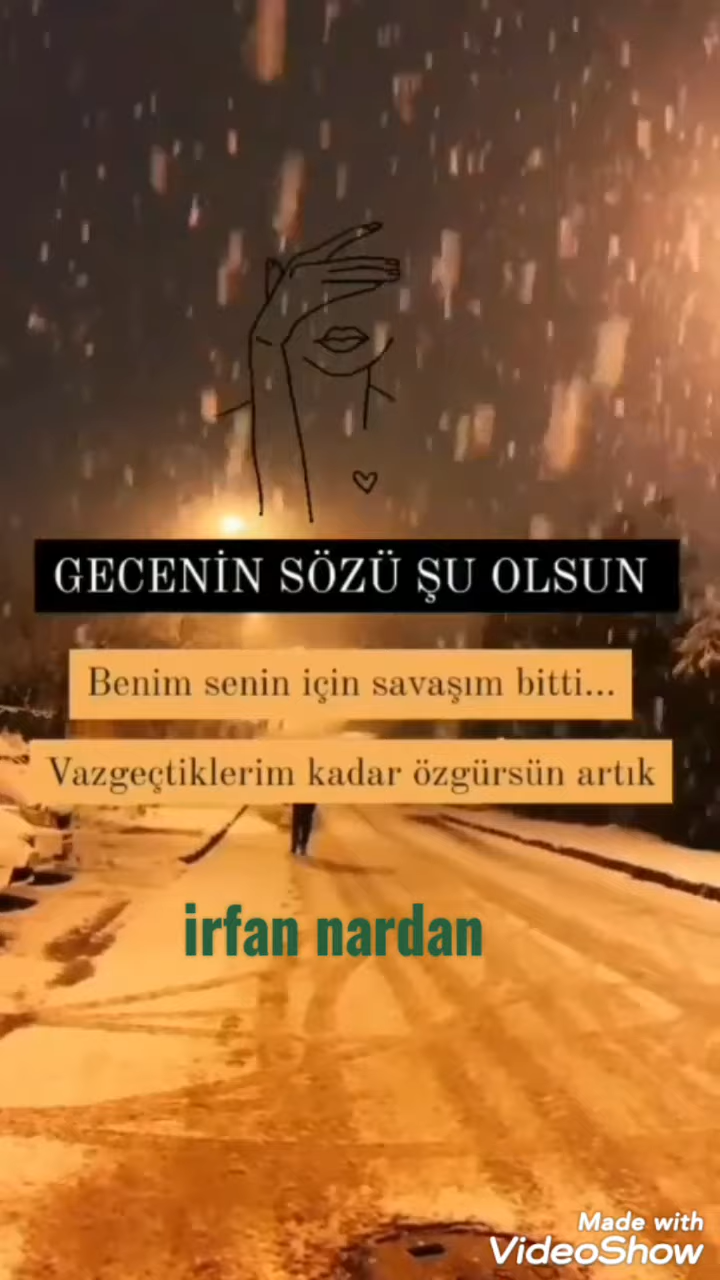 GECENİN SÖZÜ ŞU OLSUN
Benim senin için savaşım bitti...
Vazgeçtiklerim kadar özgürsün artık
irfan nardan
Made with
VideoShow